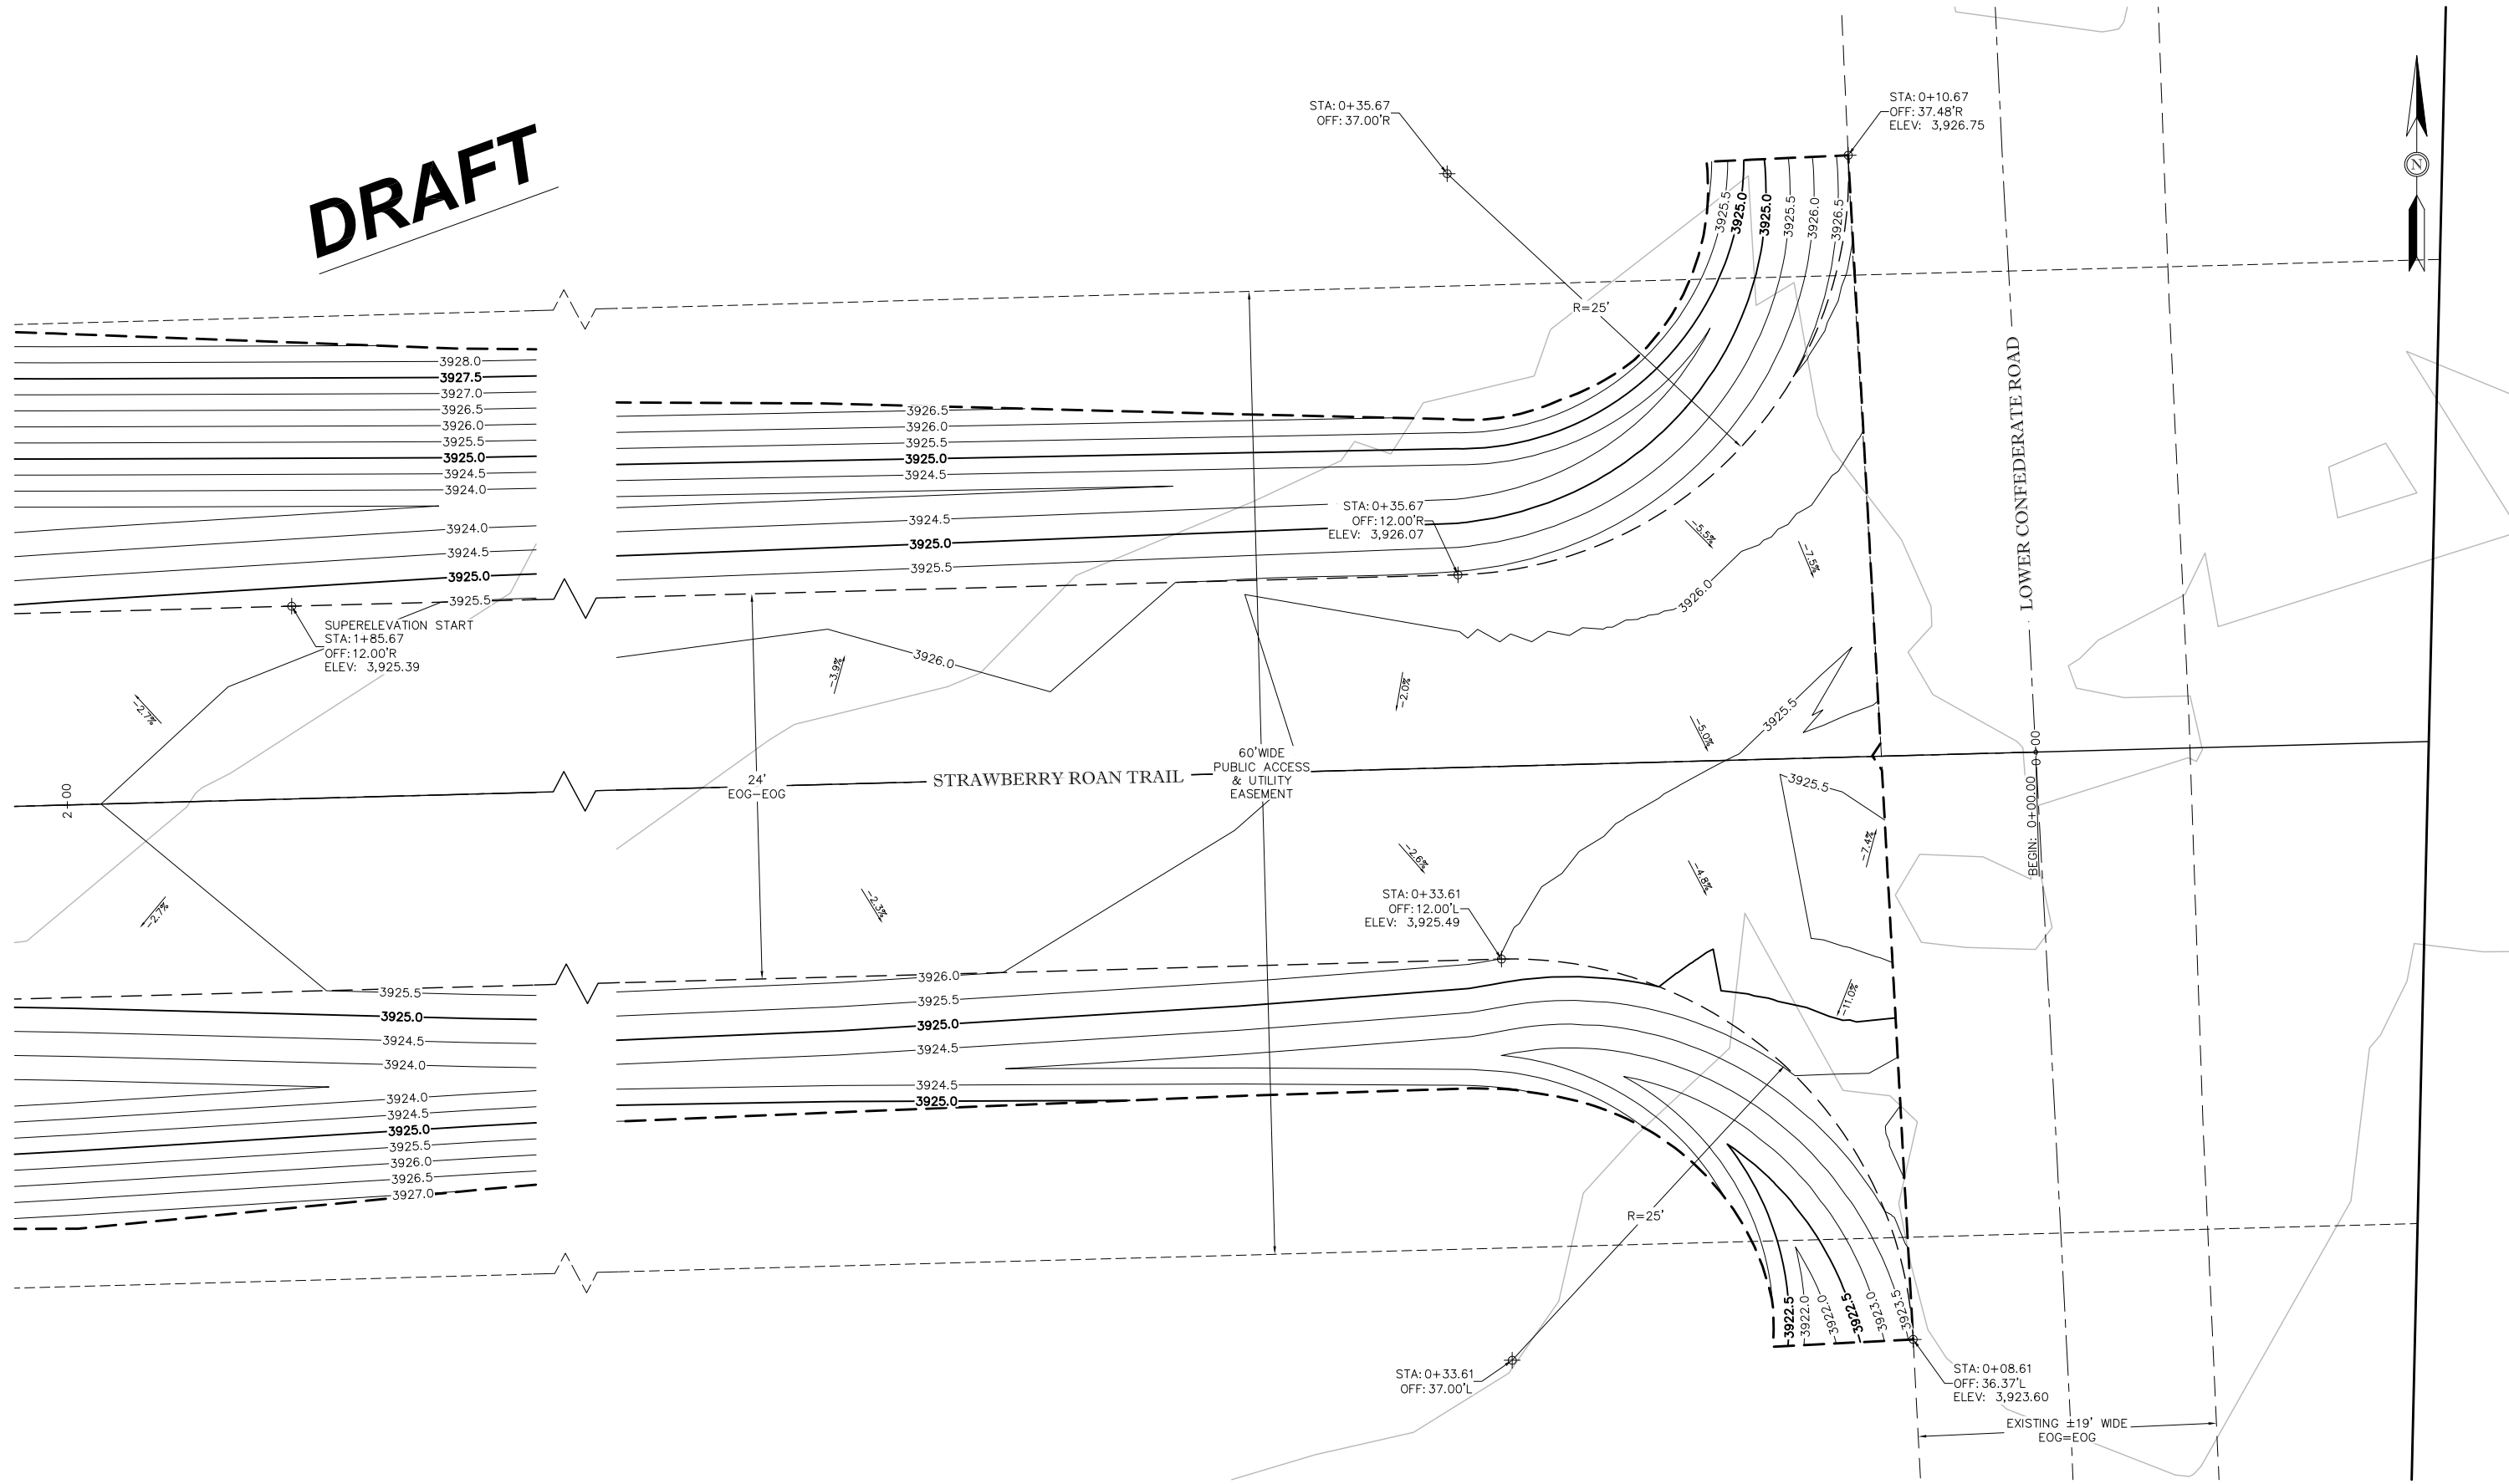 DRAFT
STA: 0+35.67
OFF: 37.00'R
STA: 0+10.67
OFF: 37.48'R
ELEV: 3,926.75
N
R=25'
3925.5
3925.0
3925.0
3925.5
3926.0
3926.5
3928.0
3927.5
3927.0
3926.5
3926.0
3925.5
3925.0
3924.5
3924.0
3924.0
3924.5
3925.0
3925.5
3926.5
3926.0
3925.5
3925.0
3924.5
3924.5
3925.0
3925.5
STA: 0+35.67
OFF: 12.00'R
ELEV: 3,926.07
SUPERELEVATION START
STA: 1+85.67
OFF: 12.00'R
ELEV: 3,925.39
LOWER CONFEDERATE ROAD
-5.5%
-7.5%
3926.0
3926.0
-3.9%
-2.0%
-2.7%
-5.0%
3925.5
2+00
24'
EOG-EOG
STRAWBERRY ROAN TRAIL
60' WIDE
PUBLIC ACCESS
& UTILITY
EASEMENT
3925.5
0+00
BEGIN: 0+00.00
-2.7%
-2.3%
-2.6%
-4.8%
-7.4%
-11.0%
STA: 0+33.61
OFF: 12.00'L
ELEV: 3,925.49
3925.5
3925.0
3924.5
3924.0
3924.0
3924.5
3925.0
3925.5
3926.0
3926.5
3927.0
3926.0
3925.5
3925.0
3924.5
3924.5
3925.0
R=25'
3922.5
3922.0
3922.0
3922.5
3923.0
3923.5
STA: 0+33.61
OFF: 37.00'L
STA: 0+08.61
OFF: 36.37'L
ELEV: 3,923.60
EXISTING ±19' WIDE
EOG=EOG